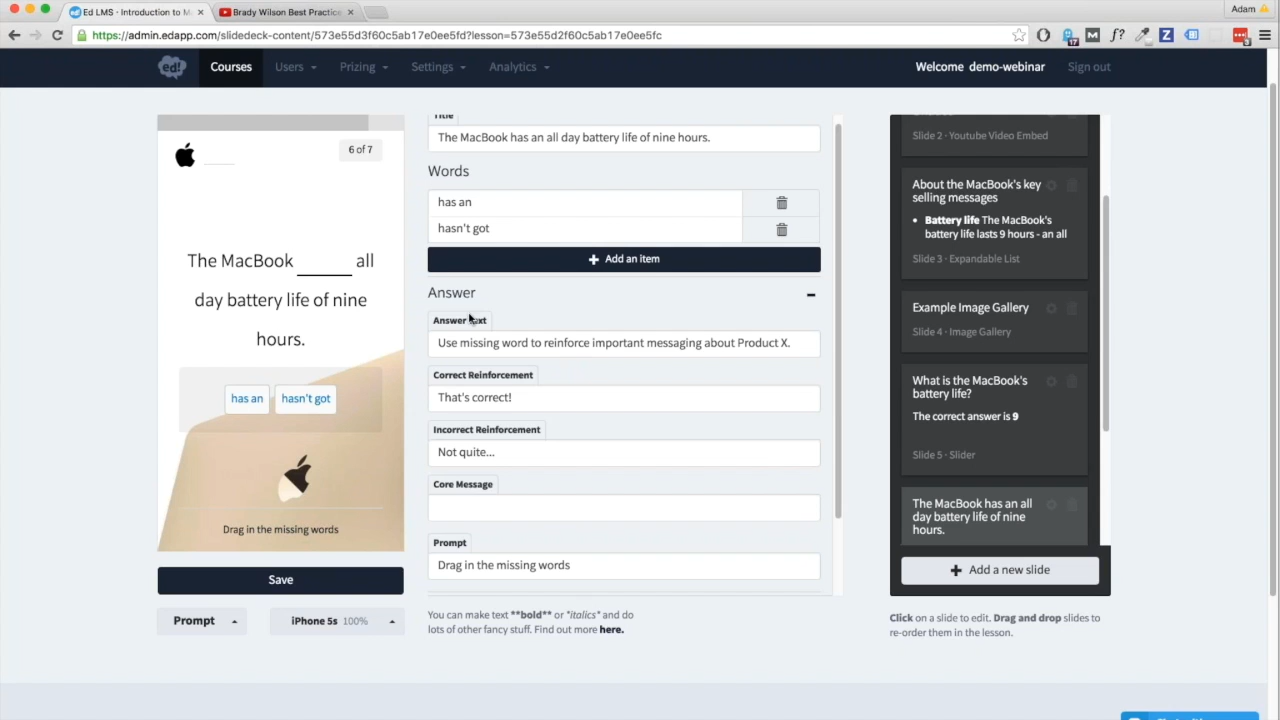 Ed LMS - Introduction to M
Brady Wilson Best Practice
Adam
https://admin.edapp.com/slidedeck-content/573e55d3f60c5ab17e0ee5fd?lesson=573e55d2f60c5ab17e0ee5fc
ed!
Courses
Users
Prizing
Settings
Analytics
Welcome demo-webinar
Sign out
6 of 7
The MacBook ______ all
day battery life of nine
hours.
has an
hasn't got
Drag in the missing words
Save
Prompt
iPhone 5s 100%
Title
The MacBook has an all day battery life of nine hours.
Words
has an
hasn't got
Add an item
Answer
Answer
Use missing word to reinforce important messaging about Product X.
Correct Reinforcement
That's correct!
Incorrect Reinforcement
Not quite...
Core Message
Prompt
Drag in the missing words
You can make text **bold** or *italics* and do
lots of other fancy stuff. Find out more here.
Slide 2 · Youtube Video Embed
About the MacBook's key
selling messages
Battery life The MacBook's
battery life lasts 9 hours - an all
Slide 3 · Expandable List
Example Image Gallery
Slide 4 · Image Gallery
What is the MacBook's
battery life?
The correct answer is 9
Slide 5 · Slider
The MacBook has an all
day battery life of nine
hours.
Add a new slide
Click on a slide to edit. Drag and drop slides to
re-order them in the lesson.